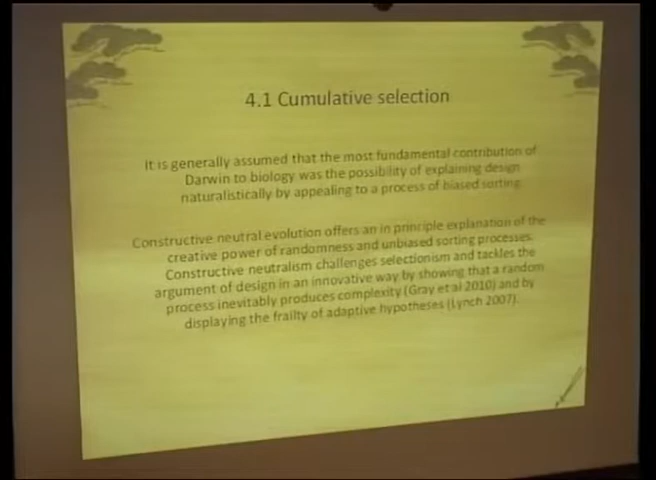 4.1 Cumulative selection
It is generally assumed that the most fundamental contribution of
Darwin to biology was the possibility of explaining design
naturalistically by appealing to a process of biased sorting.
Constructive neutral evolution offers an in principle explanation of the
creative power of randomness and unbiased sorting processes.
Constructive neutralism challenges selectionism and tackles the
argument of design in an innovative way by showing that a random
process inevitably produces complexity (Gray et al 2010) and by
displaying the frailty of adaptive hypotheses (Lynch 2007).